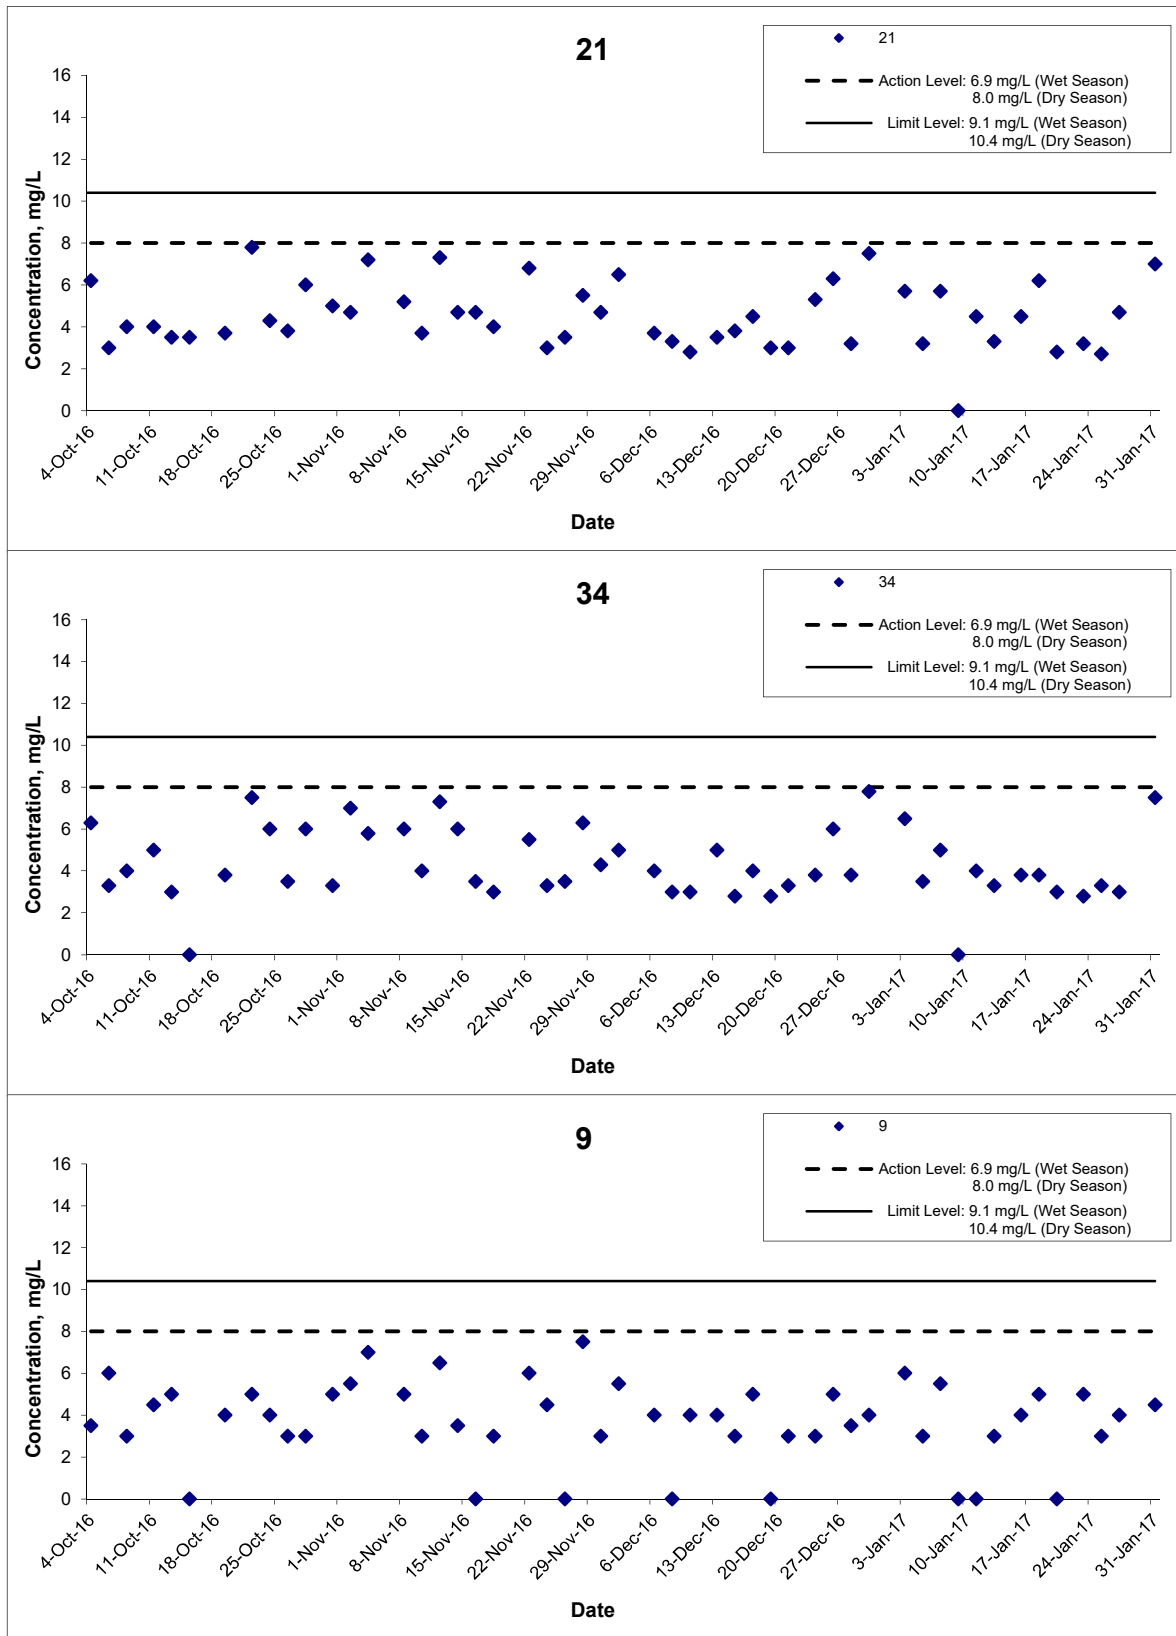 21
21
Action Level: 6.9 mg/L (Wet Season)
8.0 mg/L (Dry Season)
Limit Level: 9.1 mg/L (Wet Season)
10.4 mg/L (Dry Season)
Concentration, mg/L
16
14
12
10
8
6
4
2
0
4-Oct-16
11-Oct-16
18-Oct-16
25-Oct-16
1-Nov-16
8-Nov-16
15-Nov-16
22-Nov-16
29-Nov-16
6-Dec-16
13-Dec-16
20-Dec-16
27-Dec-16
3-Jan-17
10-Jan-17
17-Jan-17
24-Jan-17
31-Jan-17
Date
34
34
Action Level: 6.9 mg/L (Wet Season)
8.0 mg/L (Dry Season)
Limit Level: 9.1 mg/L (Wet Season)
10.4 mg/L (Dry Season)
Concentration, mg/L
16
14
12
10
8
6
4
2
0
4-Oct-16
11-Oct-16
18-Oct-16
25-Oct-16
1-Nov-16
8-Nov-16
15-Nov-16
22-Nov-16
29-Nov-16
6-Dec-16
13-Dec-16
20-Dec-16
27-Dec-16
3-Jan-17
10-Jan-17
17-Jan-17
24-Jan-17
31-Jan-17
Date
9
9
Action Level: 6.9 mg/L (Wet Season)
8.0 mg/L (Dry Season)
Limit Level: 9.1 mg/L (Wet Season)
10.4 mg/L (Dry Season)
Concentration, mg/L
16
14
12
10
8
6
4
2
0
4-Oct-16
11-Oct-16
18-Oct-16
25-Oct-16
1-Nov-16
8-Nov-16
15-Nov-16
22-Nov-16
29-Nov-16
6-Dec-16
13-Dec-16
20-Dec-16
27-Dec-16
3-Jan-17
10-Jan-17
17-Jan-17
24-Jan-17
31-Jan-17
Date